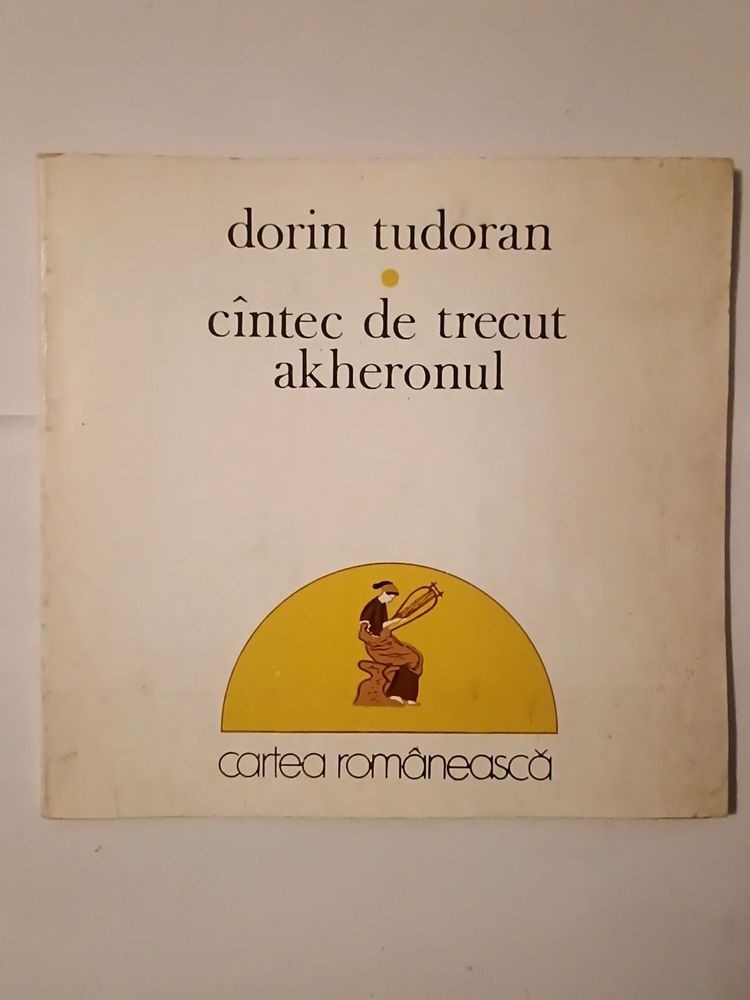 dorin tudoran
cîntec de trecut
akheronul
cartea românească